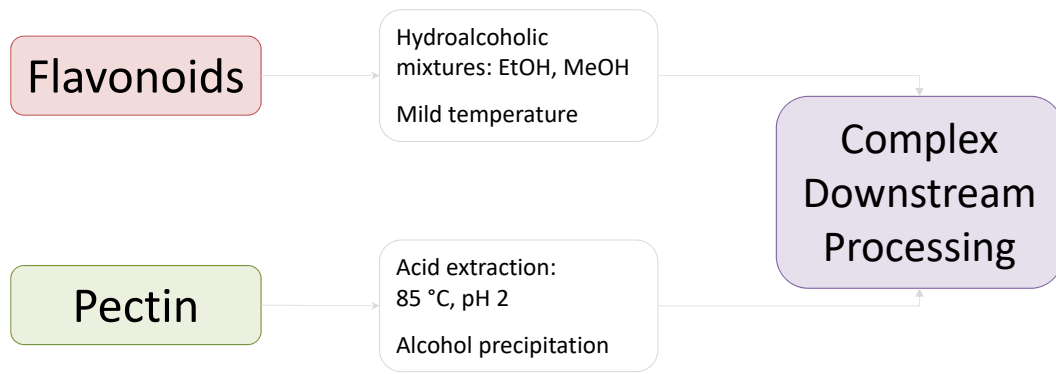 Flavonoids
Hydroalcoholic
mixtures: EtOH, MeOH
Mild temperature
Complex
Downstream
Processing
Pectin
Acid extraction:
85 °C, pH 2
Alcohol precipitation